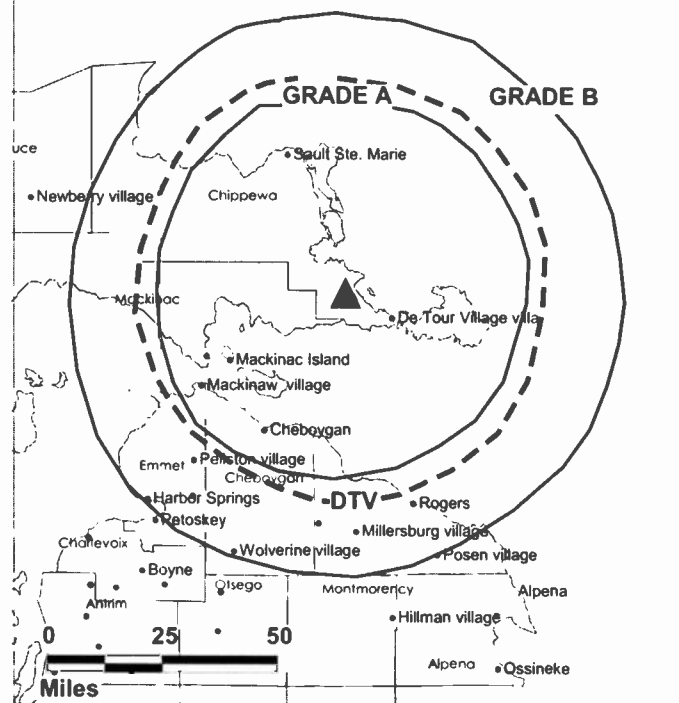 GRADE A
GRADE B
uce
Sault Ste. Marie
Newberry village
Chippewa
Mackinac
De Tour Village villa
Mackinac Island
Mackinaw village
Cheboygan
Pellston village
Emmet
Cheboygan
Harbor Springs
DTV
Rogers
Petoskey
Millersburg village
Charlevoix
Wolverine village
Posen village
Boyne
Otsego
Montmorency
Alpena
Antrim
Hillman village
0 25 50
Alpena
Ossineke
Miles